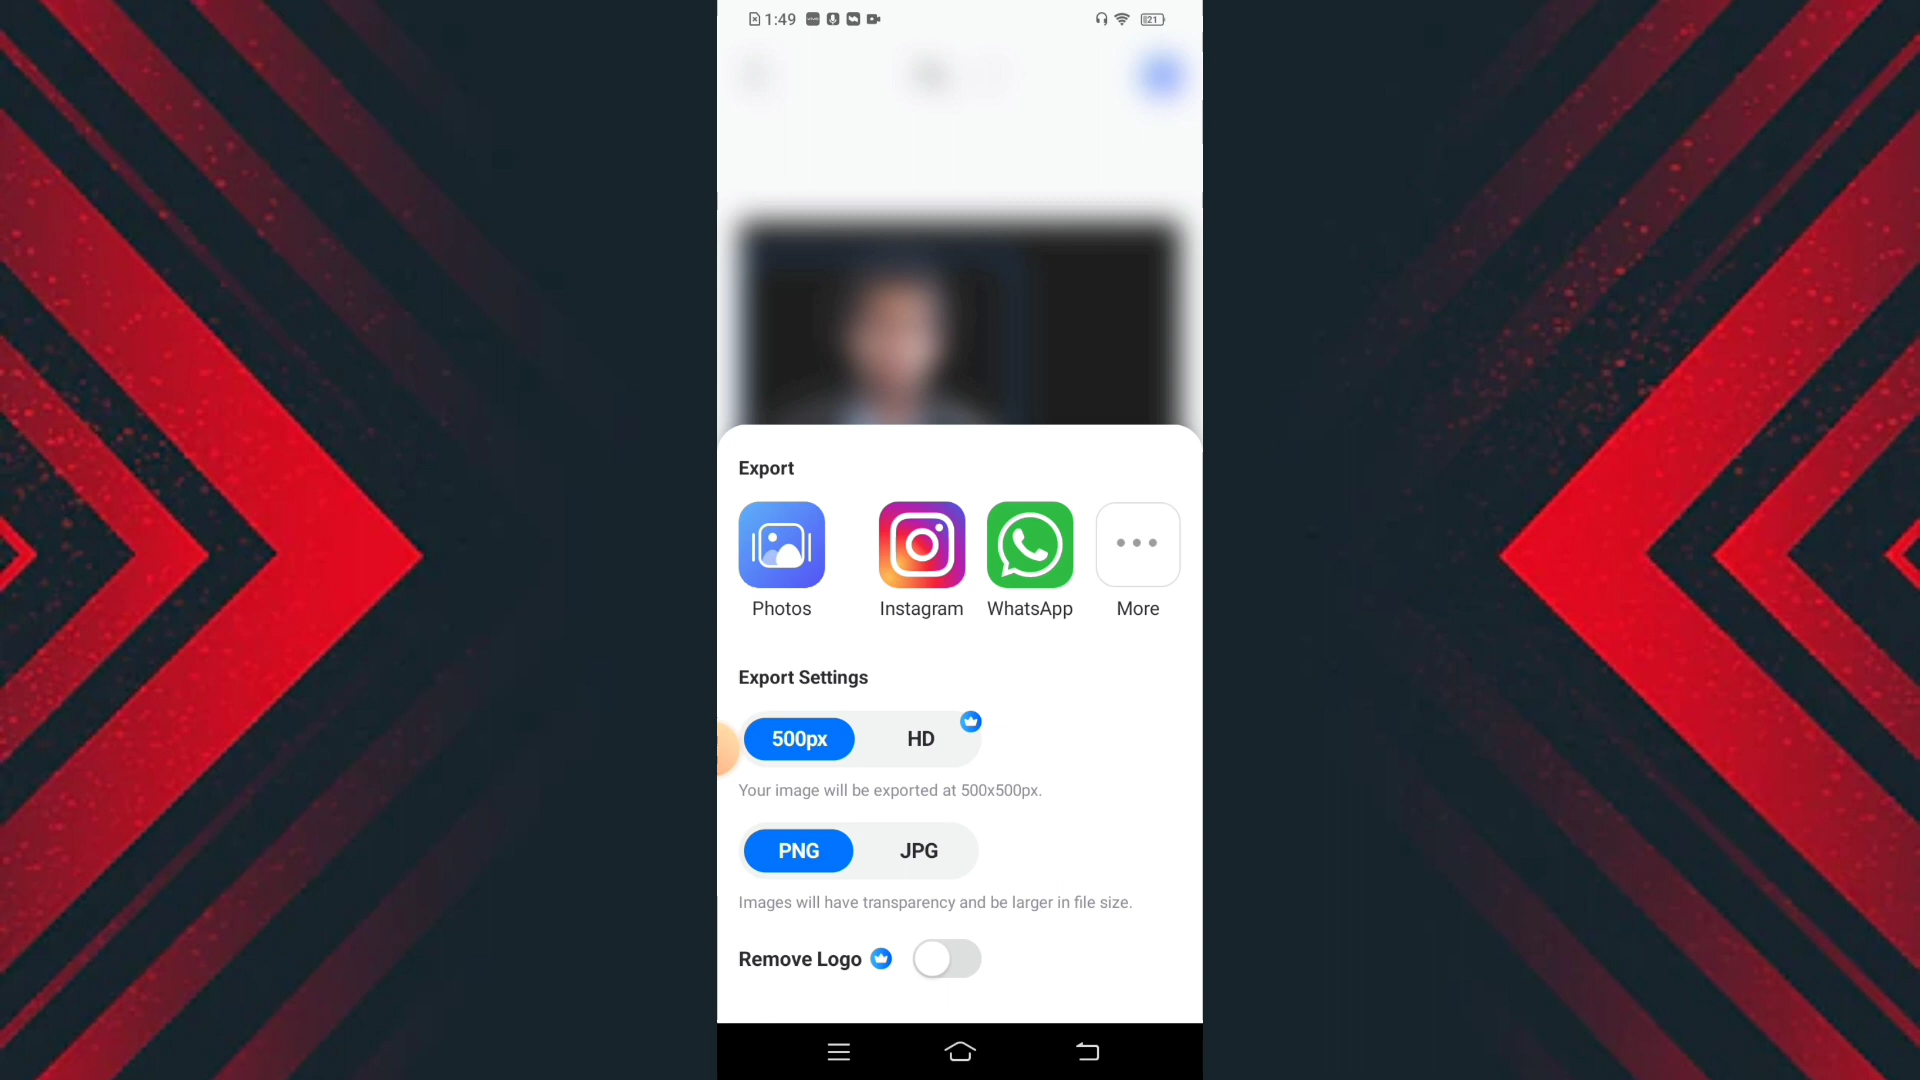 1:49
21
Export
Photos
Instagram
WhatsApp
More
Export Settings
500px
HD
Your image will be exported at 500x500px.
PNG
JPG
Images will have transparency and be larger in file size.
Remove Logo